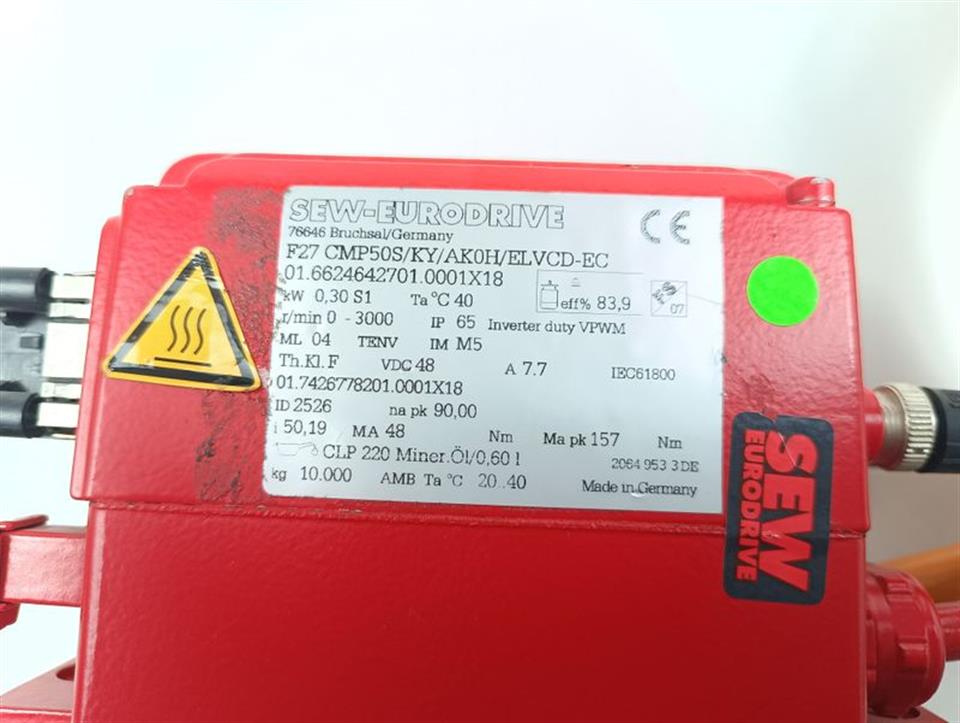 SEW-EURODRIVE
76646 Bruchsal/Germany
F27 CMP50S/KY/AK0H/ELVCD-EC
01.6624642701.0001X18
kW 0,30 S1 Ta °C 40 eff% 83,9 07
r/min 0 - 3000 IP 65 Inverter duty VPWM
ML 04 TENV IM M5
Th.Kl. F VDC 48 A 7.7 IEC61800
01.7426778201.0001X18
ID 2526 na pk 90,00
i 50,19 MA 48 Nm Ma pk 157 Nm
CLP 220 Miner.Öl/0,60 l 2064 953 3 DE
kg 10.000 AMB Ta °C 20..40 Made in Germany
CE
SEW
EURODRIVE